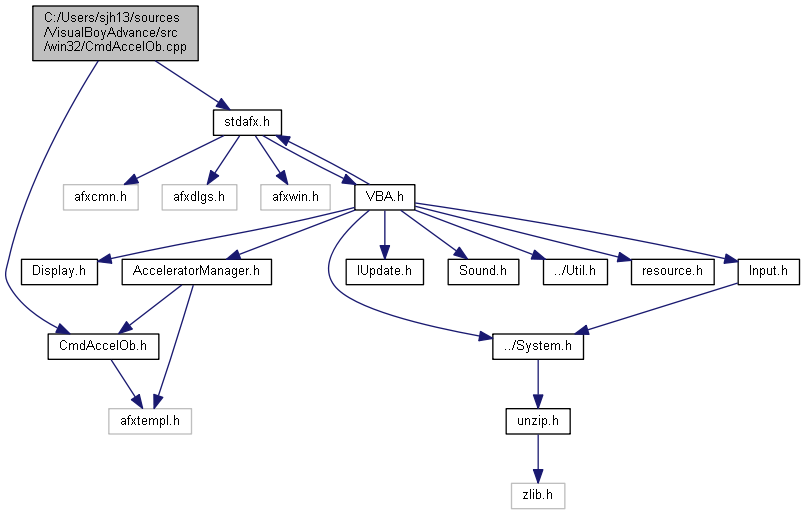 C:/Users/sjh13/sources
/VisualBoyAdvance/src
/win32/CmdAccelOb.cpp
stdafx.h
afxcmn.h
afxdlgs.h
afxwin.h
VBA.h
Display.h
AcceleratorManager.h
IUpdate.h
Sound.h
../Util.h
resource.h
Input.h
CmdAccelOb.h
../System.h
afxtempl.h
unzip.h
zlib.h